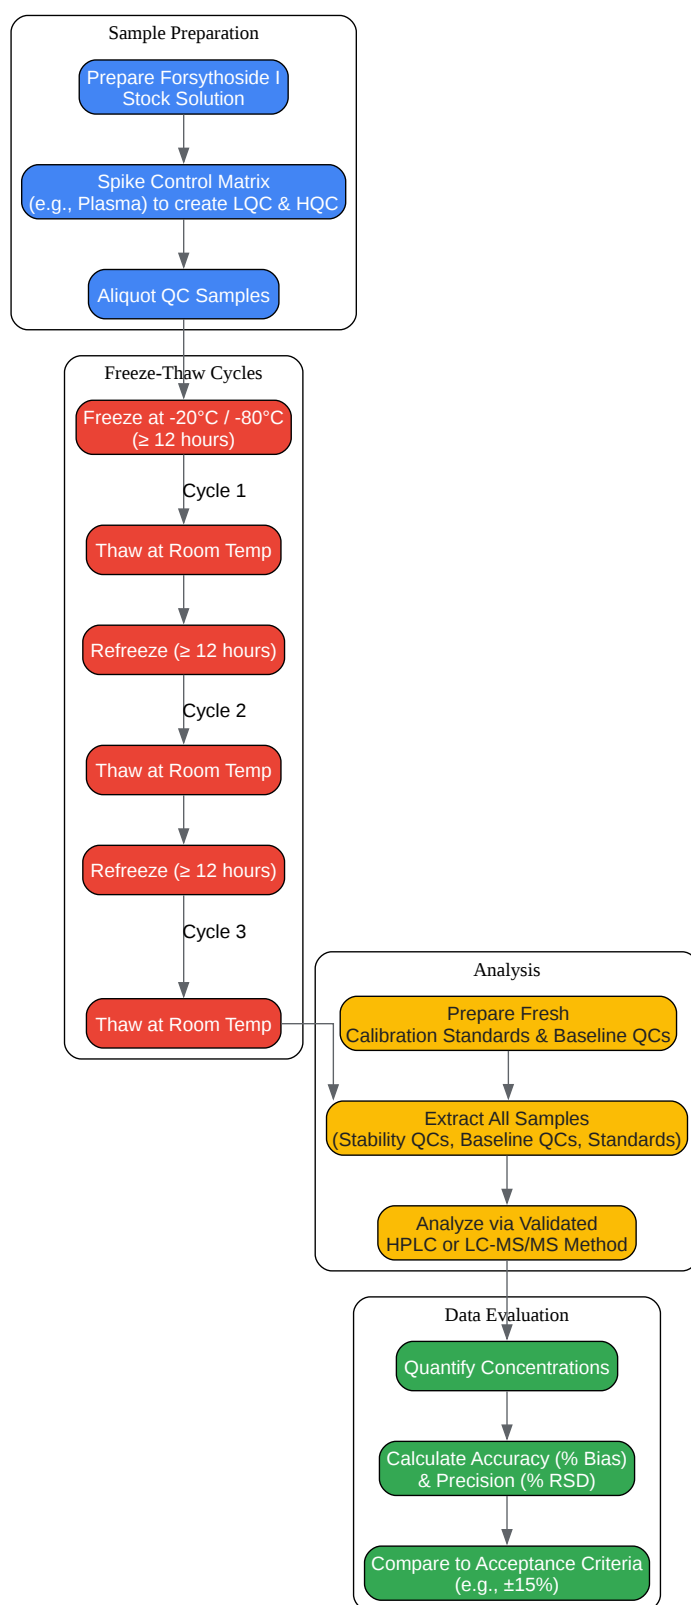 Sample Preparation
Prepare Forsythoside I
Stock Solution
Spike Control Matrix
(e.g., Plasma) to create LQC & HQC
Aliquot QC Samples
Freeze-Thaw Cycles
Freeze at -20°C / -80°C
(≥ 12 hours)
Cycle 1
Thaw at Room Temp
Refreeze (≥ 12 hours)
Cycle 2
Thaw at Room Temp
Refreeze (≥ 12 hours)
Cycle 3
Thaw at Room Temp
Analysis
Prepare Fresh
Calibration Standards & Baseline QCs
Extract All Samples
(Stability QCs, Baseline QCs, Standards)
Analyze via Validated
HPLC or LC-MS/MS Method
Data Evaluation
Quantify Concentrations
Calculate Accuracy (% Bias)
& Precision (% RSD)
Compare to Acceptance Criteria
(e.g., ±15%)